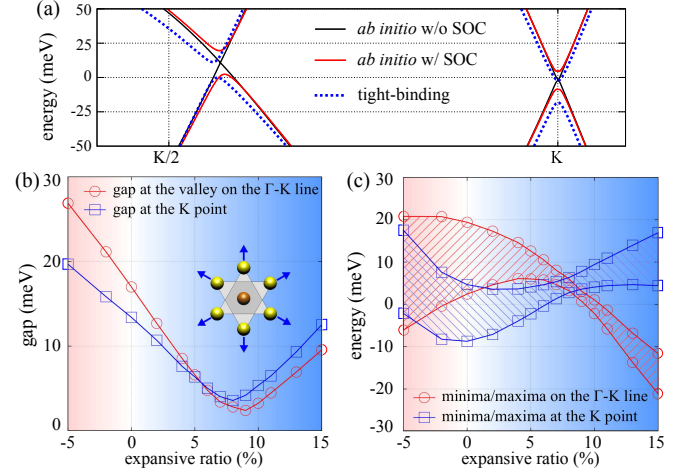 (a)
50
25
0
-25
-50
energy (meV)
ab initio w/o SOC
ab initio w/ SOC
tight-binding
K/2
K
(b)
30
20
10
0
gap (meV)
gap at the valley on the Γ-K line
gap at the K point
-5
0
5
10
15
expansive ratio (%)
(c)
30
20
10
0
-10
-20
-30
energy (meV)
minima/maxima on the Γ-K line
minima/maxima at the K point
-5
0
5
10
15
expansive ratio (%)